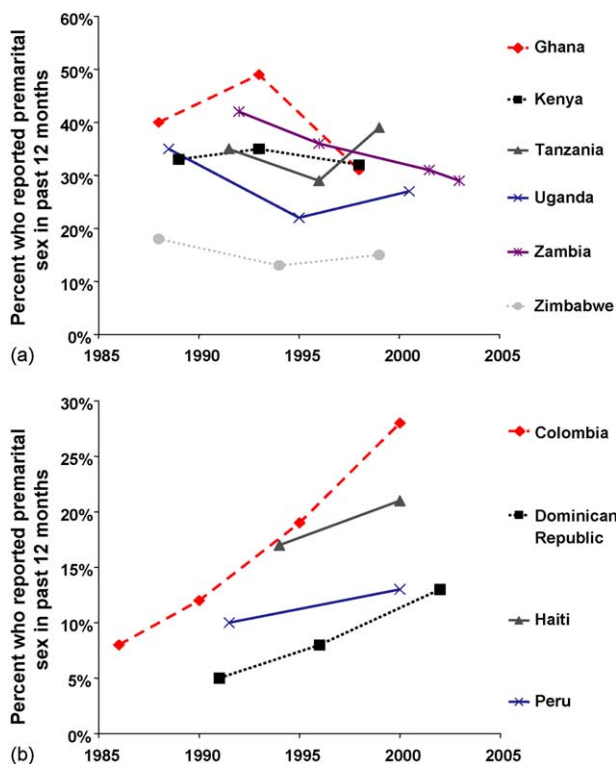 60%
50%
40%
30%
20%
10%
0%
Percent who reported premarital
sex in past 12 months
1985
1990
1995
2000
2005
Ghana
Kenya
Tanzania
Uganda
Zambia
Zimbabwe
(a)
30%
25%
20%
15%
10%
5%
0%
Percent who reported premarital
sex in past 12 months
1985
1990
1995
2000
2005
Colombia
Dominican
Republic
Haiti
Peru
(b)